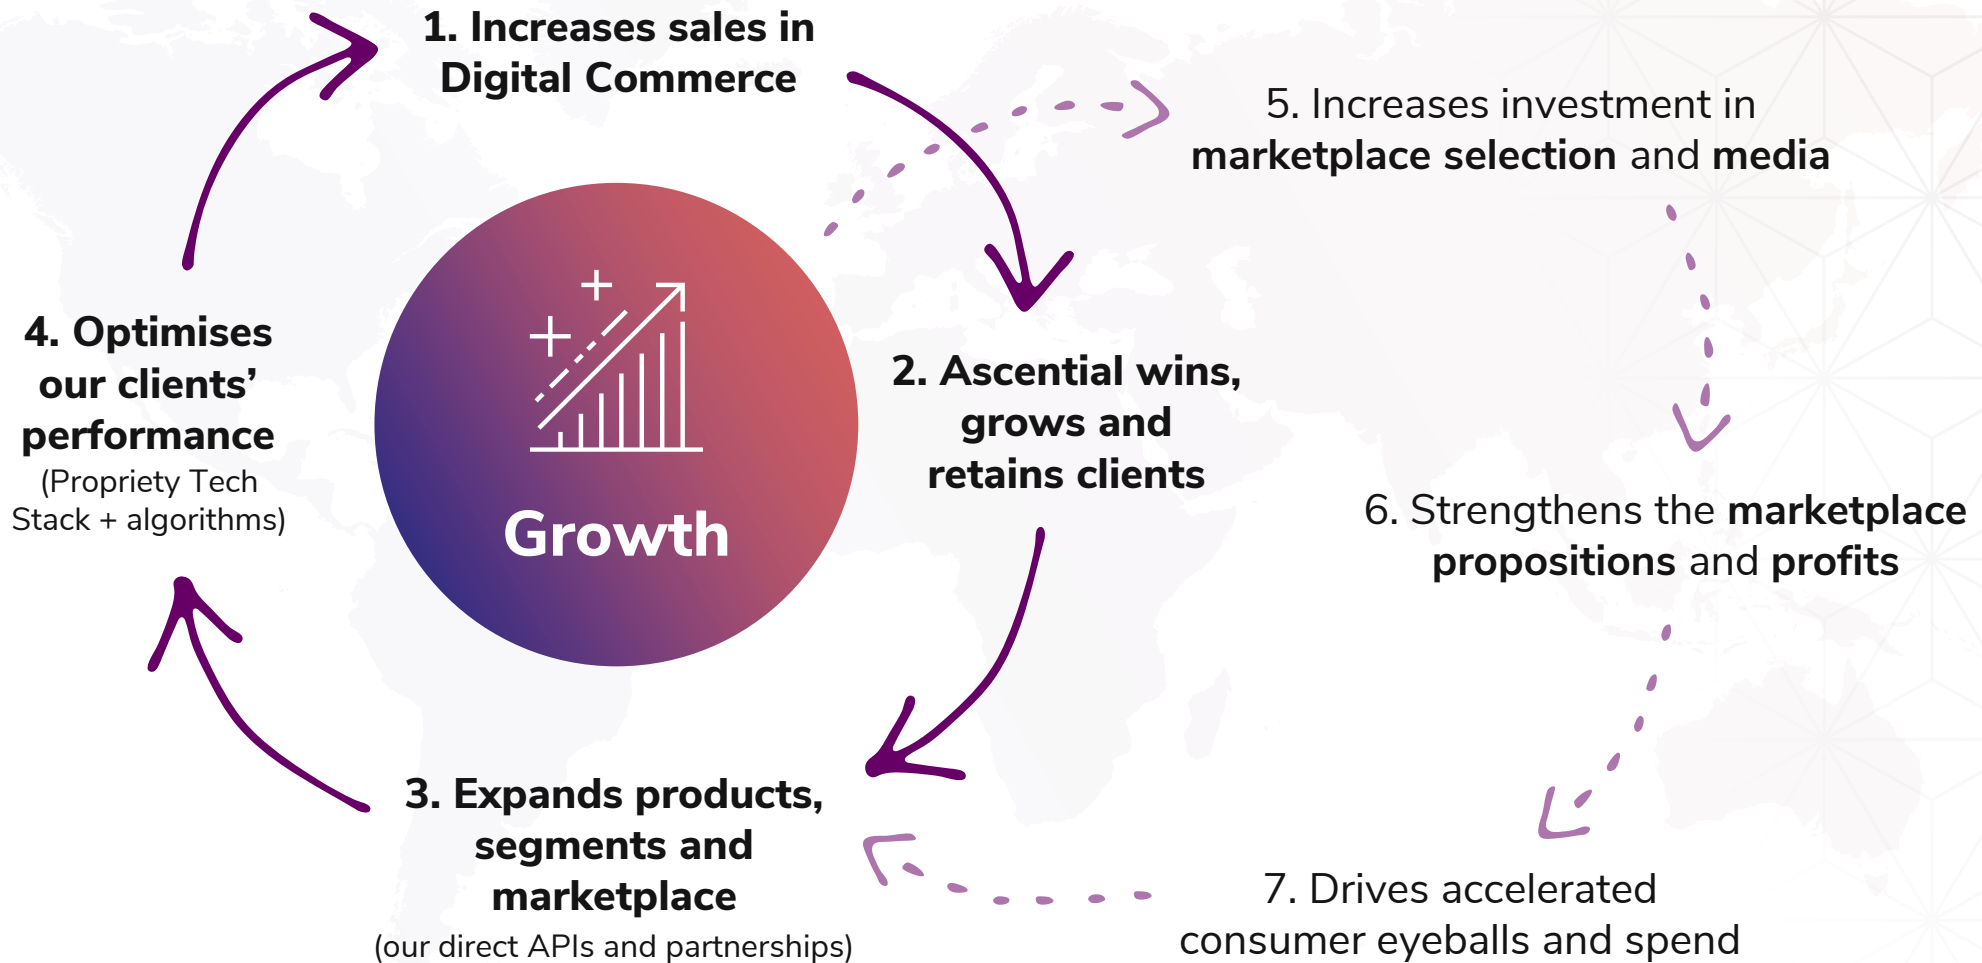 1. Increases sales in
Digital Commerce
2. Ascential wins,
grows and
retains clients
3. Expands products,
segments and
marketplace
(our direct APIs and partnerships)
4. Optimises
our clients’
performance
(Propriety Tech
Stack + algorithms)
Growth
5. Increases investment in
marketplace selection and media
6. Strengthens the marketplace
propositions and profits
7. Drives accelerated
consumer eyeballs and spend